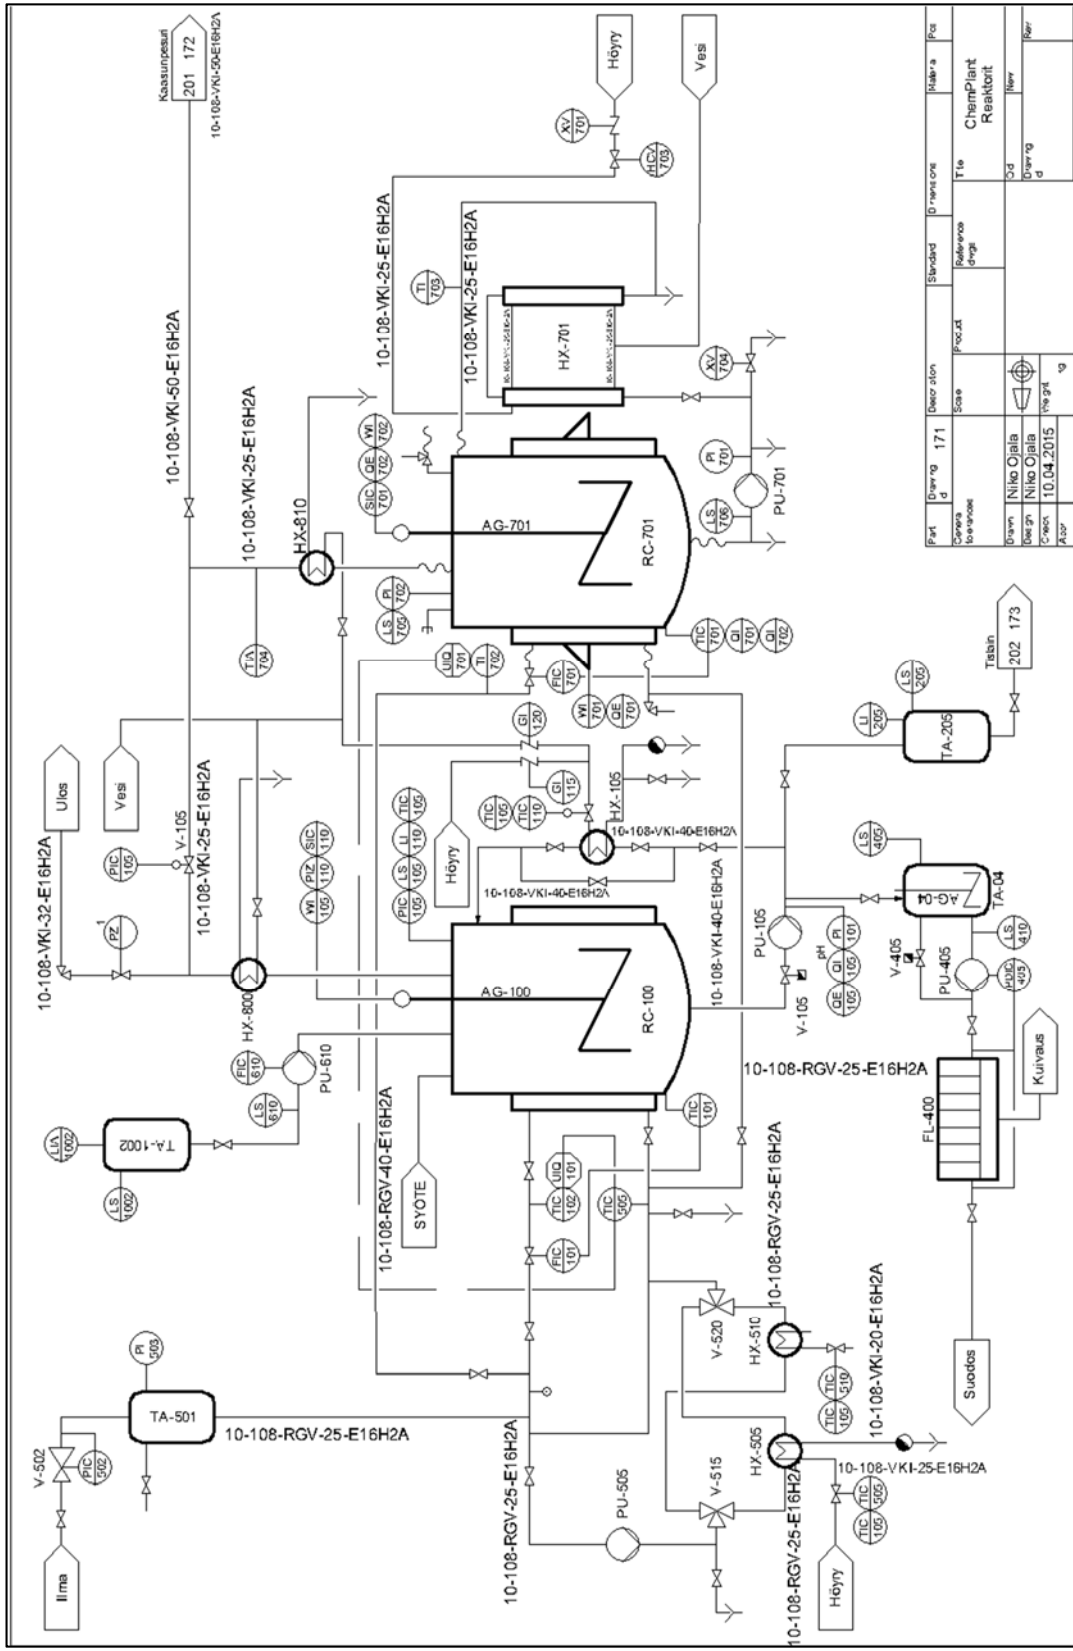 Kaasunpesuri
201 172
10-108-VKI-50-E16H2A
10-108-VKI-50-E16H2A
Höyry
Vesi
XV
701
HCV
703
10-108-VKI-25-E16H2A
10-108-VKI-25-E16H2A
TI
703
HX-701
XV
704
10-108-VKI-25-E16H2A
HX-810
SIC
701
QE
702
WI
702
AG-701
RC-701
PI
701
LS
706
PU-701
TIA
704
LS
705
PI
702
UIQ
701
TI
702
FIC
701
TIC
701
QI
701
QI
702
WI
701
QE
701
Ulos
Vesi
10-108-VKI-32-E16H2A
V-105
PIC
105
10-108-VKI-25-E16H2A
PZ
1
HX-800
WI
105
PIZ
110
SIC
110
PIC
105
LS
105
LI
110
TIC
105
Höyry
GI
120
GI
115
TIC
105
TIC
110
HX-105
10-108-VKI-40-E16H2A
10-108-VKI-40-E16H2A
10-108-VKI-40-E16H2A
AG-100
RC-100
PU-105
V-105
pH
QE
105
QI
105
PI
101
LI
205
LS
205
TA-205
Tislain
202 173
LS
405
AG-04
TA-04
V-405
PU-405
LS
410
PDIC
405
FL-400
Kuivaus
Suodos
10-108-RGV-25-E16H2A
LIA
1002
TA-1002
LS
1002
FIC
610
LS
610
PU-610
SYÖTE
10-108-RGV-40-E16H2A
UIQ
101
TIC
102
FIC
101
TIC
505
TIC
101
PI
503
TA-501
10-108-RGV-25-E16H2A
V-502
PIC
502
Ilma
10-108-RGV-25-E16H2A
PU-505
V-515
V-520
HX-510
HX-505
10-108-RGV-25-E16H2A
10-108-RGV-25-E16H2A
TIC
105
TIC
510
10-108-VKI-20-E16H2A
10-108-VKI-25-E16H2A
TIC
105
TIC
505
Höyry
Part
Description
Standard
Pos
171
Scale
Product
Title
ChemPlant
Reaktorit
Drawn
Niko Ojala
Design
Niko Ojala
Check
10.04.2015
Old
New
Rev